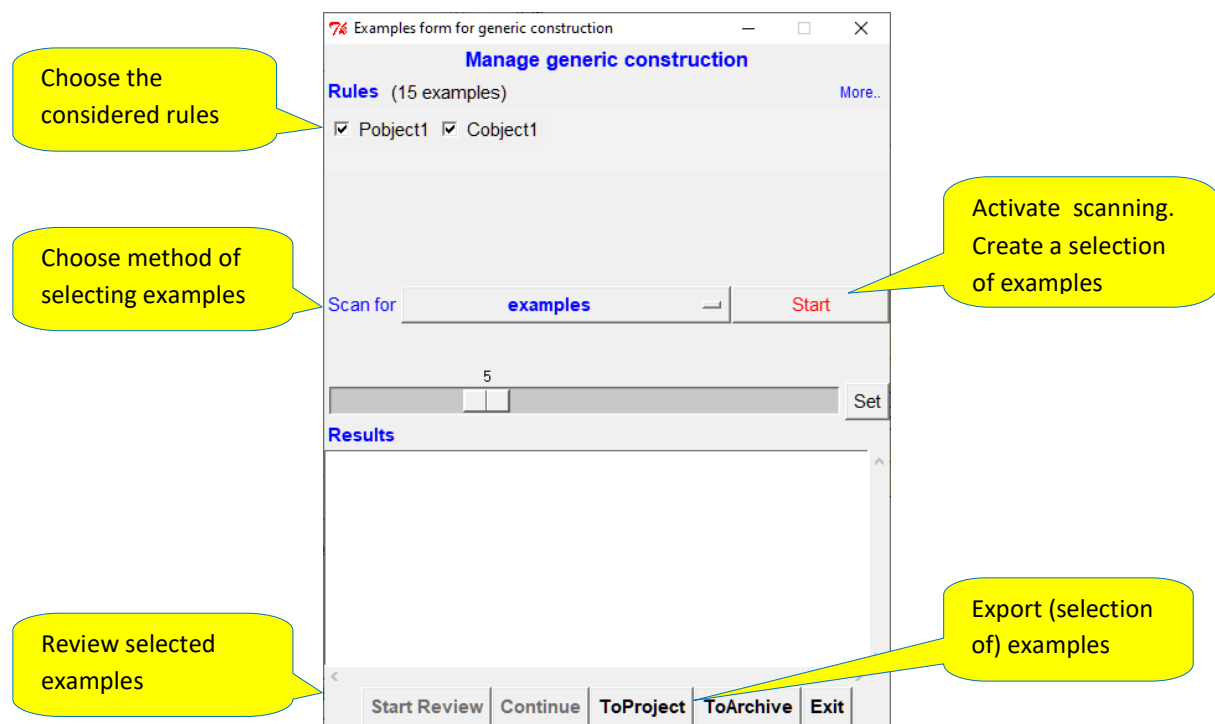 Examples form for generic construction
Manage generic construction
Choose the
considered rules
Rules (15 examples) More..
Pobject1 Cobject1
Activate scanning.
Create a selection
of examples
Choose method of
selecting examples
Scan for examples Start
5
Set
Results
Export (selection
of) examples
Review selected
examples
Start Review Continue ToProject ToArchive Exit